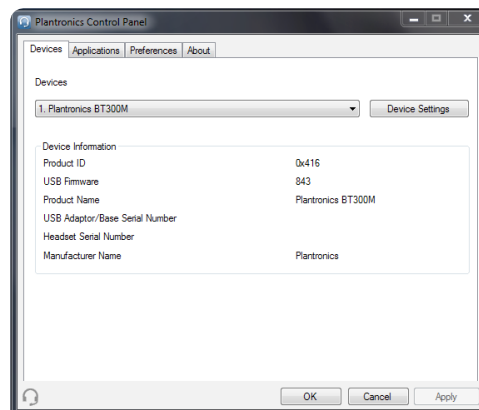 Plantronics Control Panel
Devices Applications Preferences About
Devices
1. Plantronics BT300M Device Settings
Device Information
Product ID 0x416
USB Firmware 843
Product Name Plantronics BT300M
USB Adaptor/Base Serial Number
Headset Serial Number
Manufacturer Name Plantronics
OK Cancel Apply